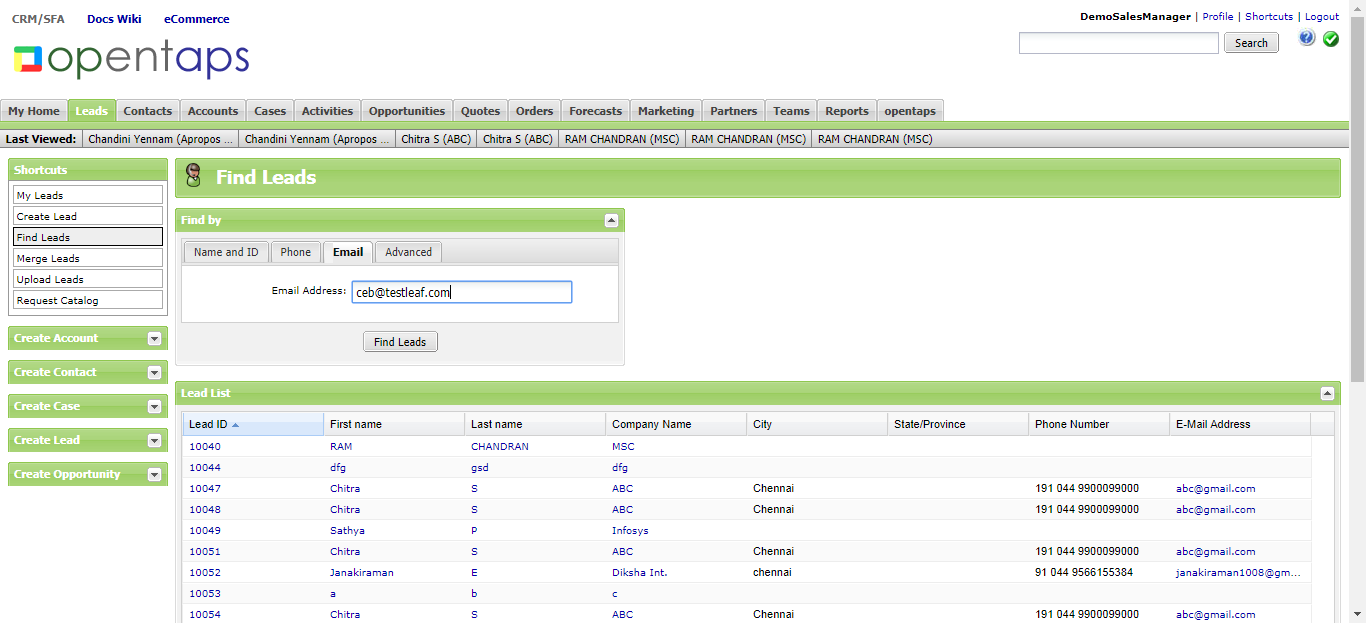 CRM/SFA Docs Wiki eCommerce
DemoSalesManager | Profile | Shortcuts | Logout
opentaps
Search
?
My Home Leads Contacts Accounts Cases Activities Opportunities Quotes Orders Forecasts Marketing Partners Teams Reports opentaps
Last Viewed: Chandini Yennam (Apropos ... Chandini Yennam (Apropos ... Chitra S (ABC) Chitra S (ABC) RAM CHANDRAN (MSC) RAM CHANDRAN (MSC) RAM CHANDRAN (MSC)
Shortcuts
My Leads
Create Lead
Find Leads
Merge Leads
Upload Leads
Request Catalog
Create Account
Create Contact
Create Case
Create Lead
Create Opportunity
Find Leads
Find by
Name and ID Phone Email Advanced
Email Address: ceb@testleaf.com
Find Leads
Lead List
Lead ID First name Last name Company Name City State/Province Phone Number E-Mail Address
10040 RAM CHANDRAN MSC
10044 dfg gsd dfg
10047 Chitra S ABC Chennai 191 044 9900099000 abc@gmail.com
10048 Chitra S ABC Chennai 191 044 9900099000 abc@gmail.com
10049 Sathya P Infosys
10051 Chitra S ABC Chennai 191 044 9900099000 abc@gmail.com
10052 Janakiraman E Diksha Int. chennai 91 044 9566155384 janakiraman1008@gm...
10053 a b c
10054 Chitra S ABC Chennai 191 044 9900099000 abc@gmail.com